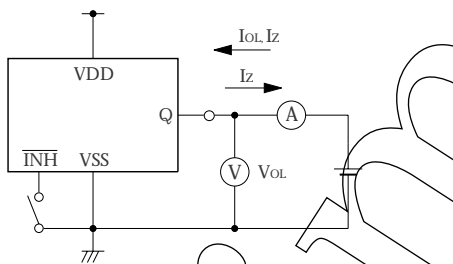 IOL, IZ
VDD
IZ
Q
A
INH VSS
V VOL